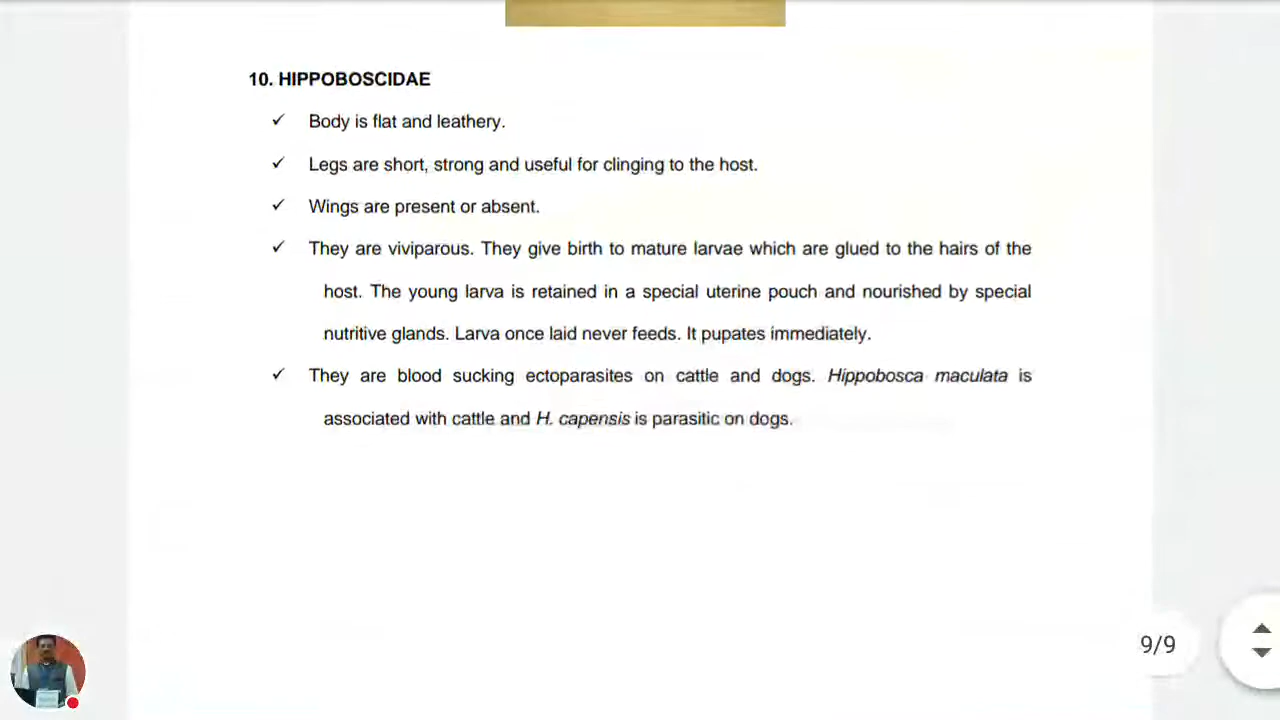 10. HIPPOBOSCIDAE
✓ Body is flat and leathery.
✓ Legs are short, strong and useful for clinging to the host.
✓ Wings are present or absent.
✓ They are viviparous. They give birth to mature larvae which are glued to the hairs of the
host. The young larva is retained in a special uterine pouch and nourished by special
nutritive glands. Larva once laid never feeds. It pupates immediately.
✓ They are blood sucking ectoparasites on cattle and dogs. Hippobosca maculata is
associated with cattle and H. capensis is parasitic on dogs.
9/9